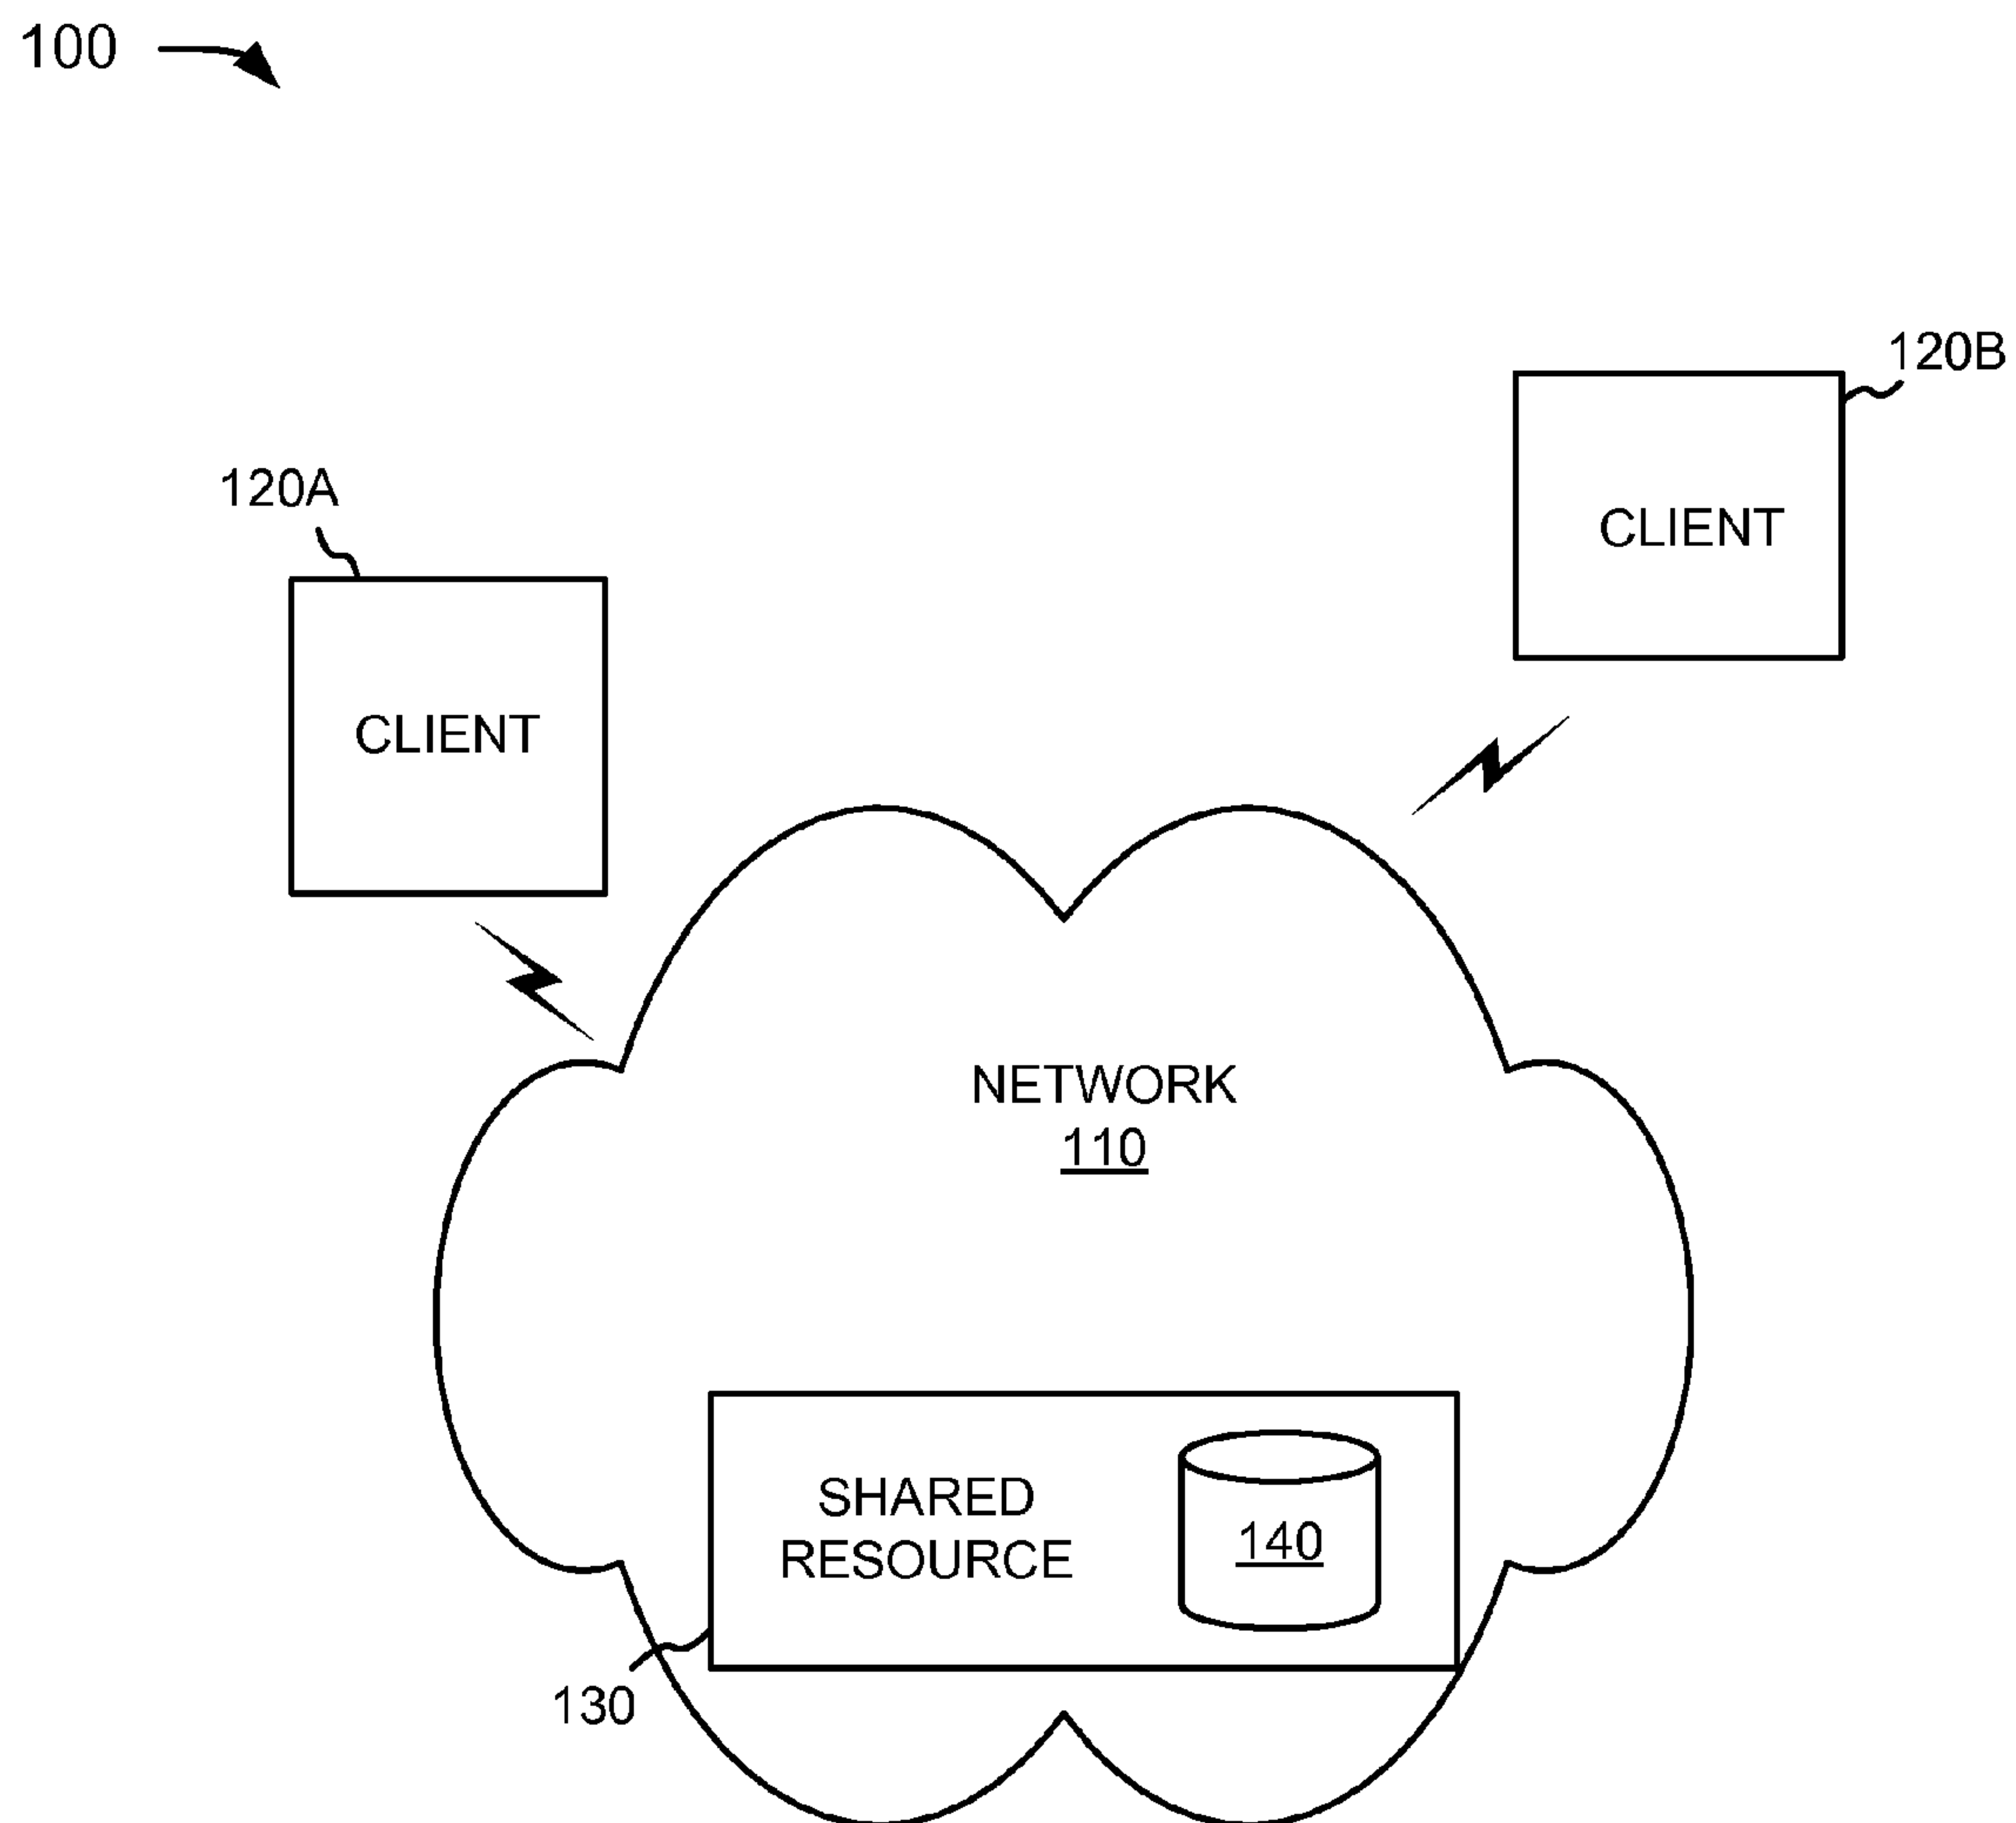 100
120B
CLIENT
120A
CLIENT
NETWORK
110
SHARED
RESOURCE
140
130